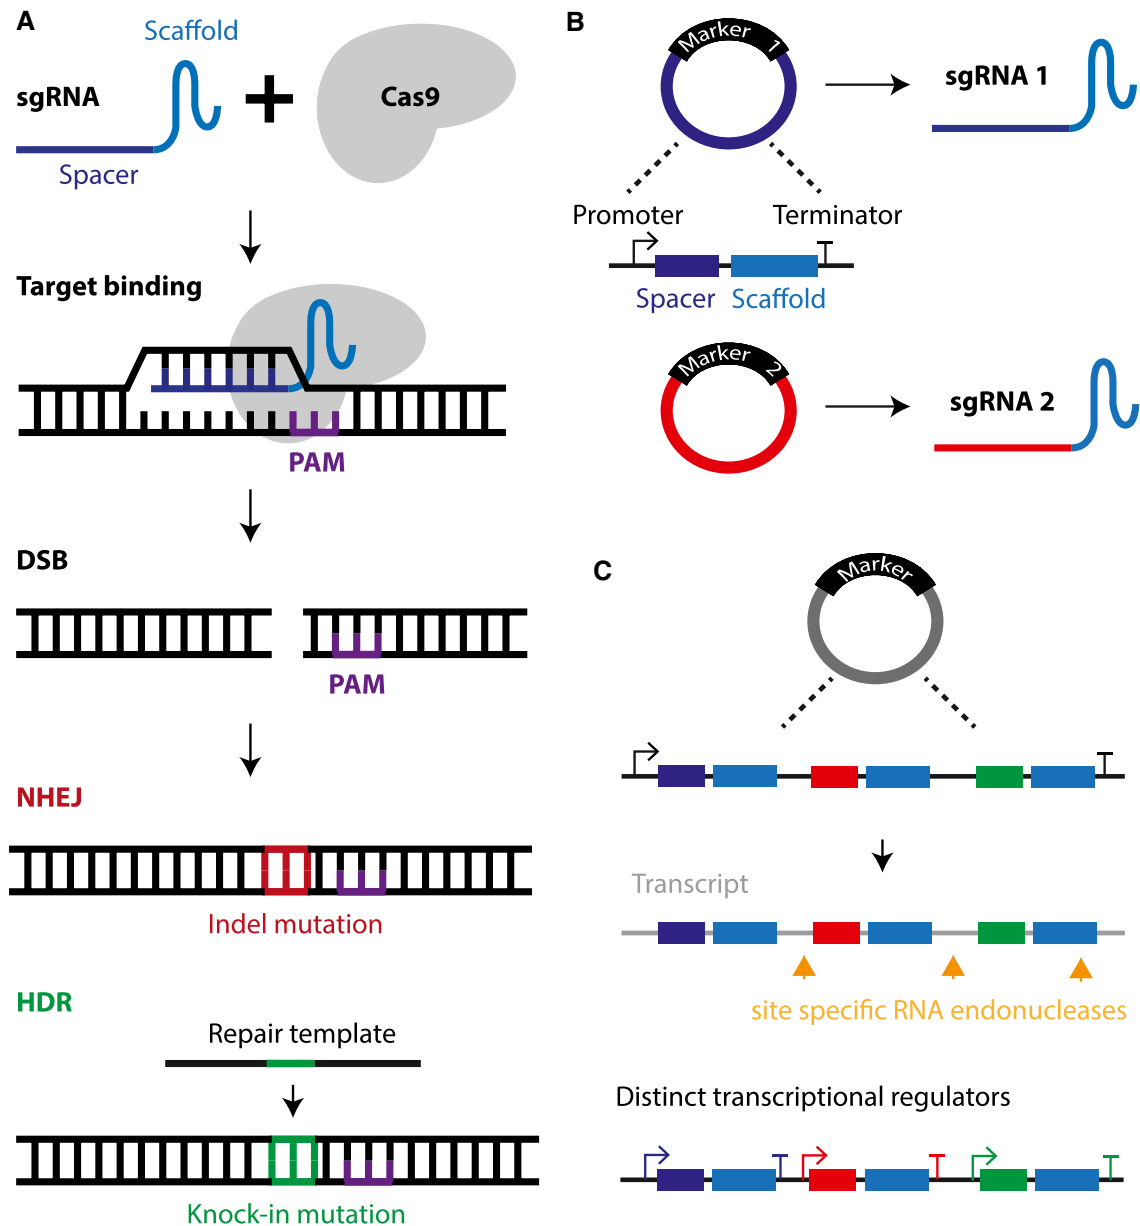 A
Scaffold
sgRNA
Cas9
Spacer
Target binding
PAM
DSB
PAM
NHEJ
Indel mutation
HDR
Repair template
Knock-in mutation
B
Marker 1
sgRNA 1
Promoter
Terminator
Spacer
Scaffold
Marker 2
sgRNA 2
C
Marker
Transcript
site specific RNA endonucleases
Distinct transcriptional regulators